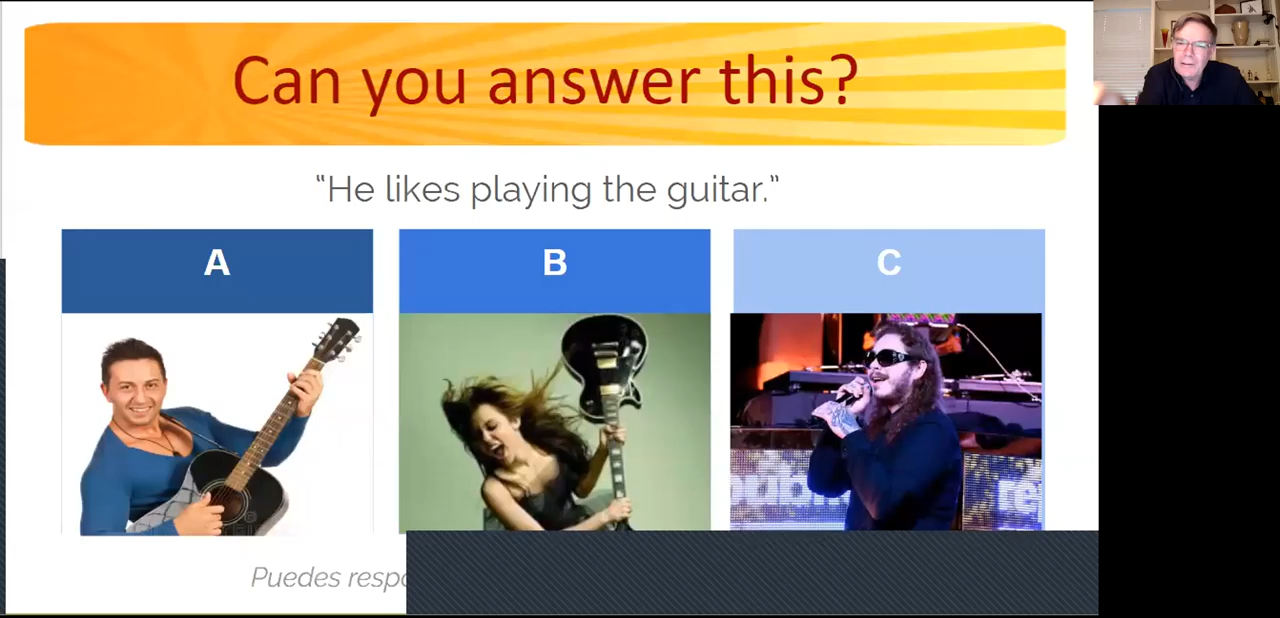 Can you answer this?
“He likes playing the guitar.”
A
B
C
Puedes